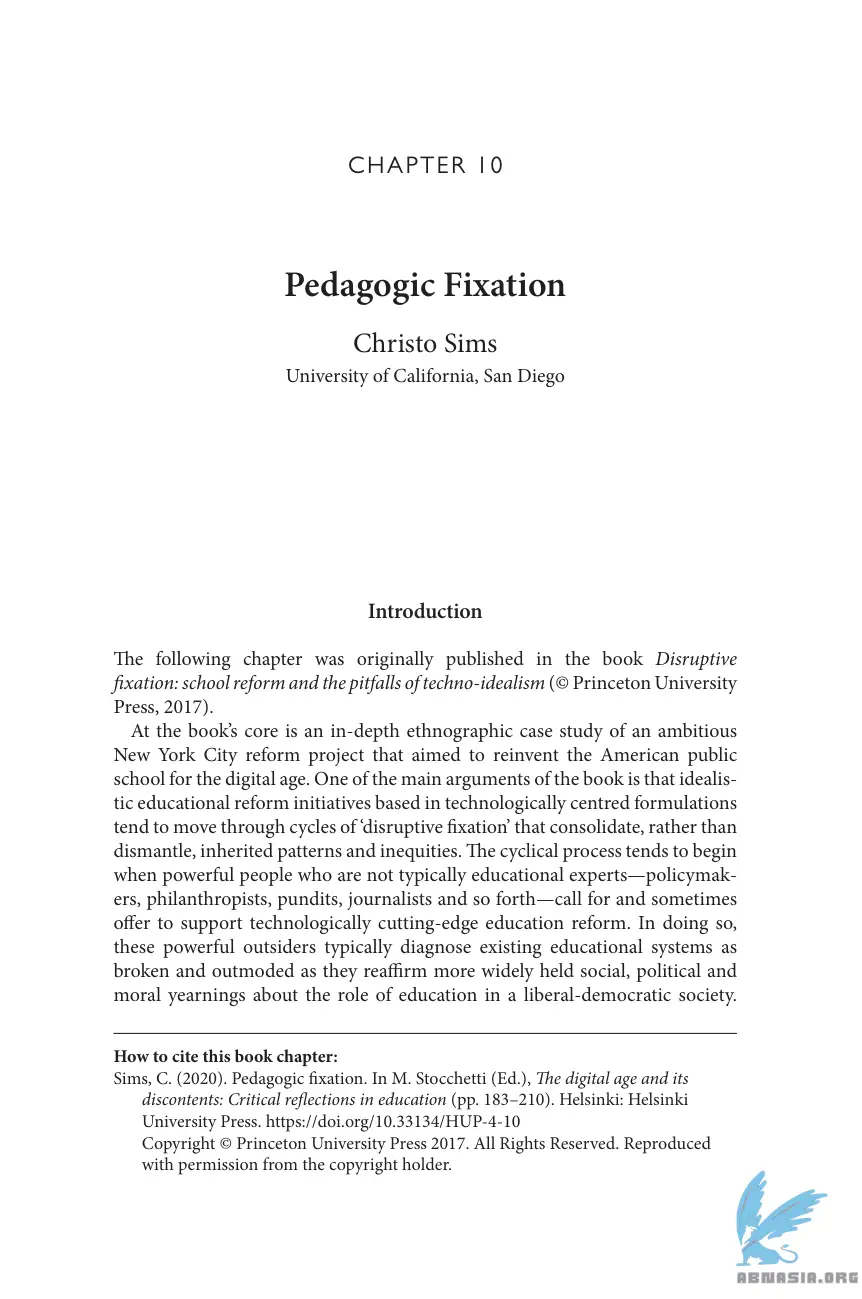 CHAPTER 10
Pedagogic Fixation
Christo Sims
University of California, San Diego
Introduction
The following chapter was originally published in the book Disruptive
fixation: school reform and the pitfalls of techno-idealism (© Princeton University
Press, 2017).
At the book’s core is an in-depth ethnographic case study of an ambitious
New York City reform project that aimed to reinvent the American public
school for the digital age. One of the main arguments of the book is that idealis-
tic educational reform initiatives based in technologically centred formulations
tend to move through cycles of ‘disruptive fixation’ that consolidate, rather than
dismantle, inherited patterns and inequities. The cyclical process tends to begin
when powerful people who are not typically educational experts—policymak-
ers, philanthropists, pundits, journalists and so forth—call for and sometimes
offer to support technologically cutting-edge education reform. In doing so,
these powerful outsiders typically diagnose existing educational systems as
broken and outmoded as they reaffirm more widely held social, political and
moral yearnings about the role of education in a liberal-democratic society.
How to cite this book chapter:
Sims, C. (2020). Pedagogic fixation. In M. Stocchetti (Ed.), The digital age and its
discontents: Critical reflections in education (pp. 183–210). Helsinki: Helsinki
University Press. https://doi.org/10.33134/HUP-4-10
Copyright © Princeton University Press 2017. All Rights Reserved. Reproduced
with permission from the copyright holder.
ABNASIA.ORG